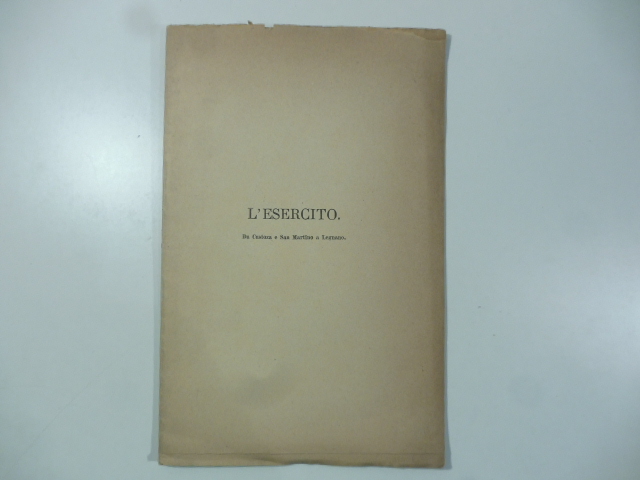 L'ESERCITO.
Da Custoza e San Martino a Legnano.